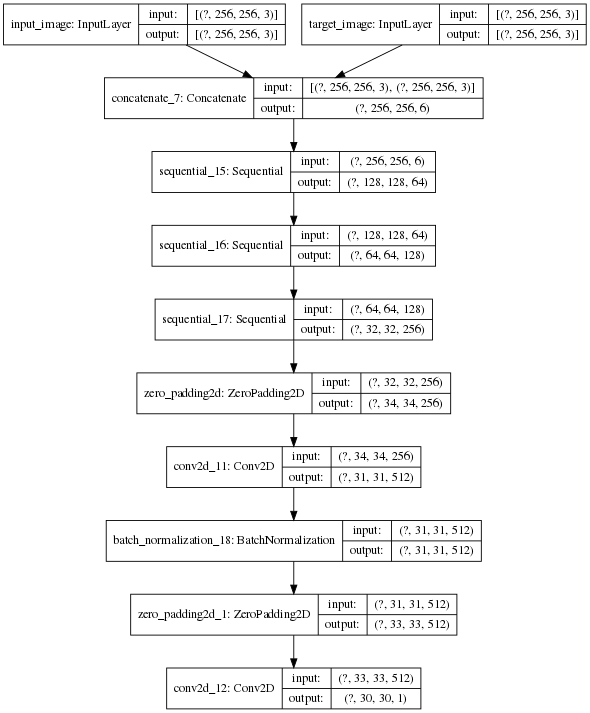 input_image: InputLayer
input:
[(?, 256, 256, 3)]
output:
[(?, 256, 256, 3)]
target_image: InputLayer
input:
[(?, 256, 256, 3)]
output:
[(?, 256, 256, 3)]
concatenate_7: Concatenate
input:
[(?, 256, 256, 3), (?, 256, 256, 3)]
output:
(?, 256, 256, 6)
sequential_15: Sequential
input:
(?, 256, 256, 6)
output:
(?, 128, 128, 64)
sequential_16: Sequential
input:
(?, 128, 128, 64)
output:
(?, 64, 64, 128)
sequential_17: Sequential
input:
(?, 64, 64, 128)
output:
(?, 32, 32, 256)
zero_padding2d: ZeroPadding2D
input:
(?, 32, 32, 256)
output:
(?, 34, 34, 256)
conv2d_11: Conv2D
input:
(?, 34, 34, 256)
output:
(?, 31, 31, 512)
batch_normalization_18: BatchNormalization
input:
(?, 31, 31, 512)
output:
(?, 31, 31, 512)
zero_padding2d_1: ZeroPadding2D
input:
(?, 31, 31, 512)
output:
(?, 33, 33, 512)
conv2d_12: Conv2D
input:
(?, 33, 33, 512)
output:
(?, 30, 30, 1)